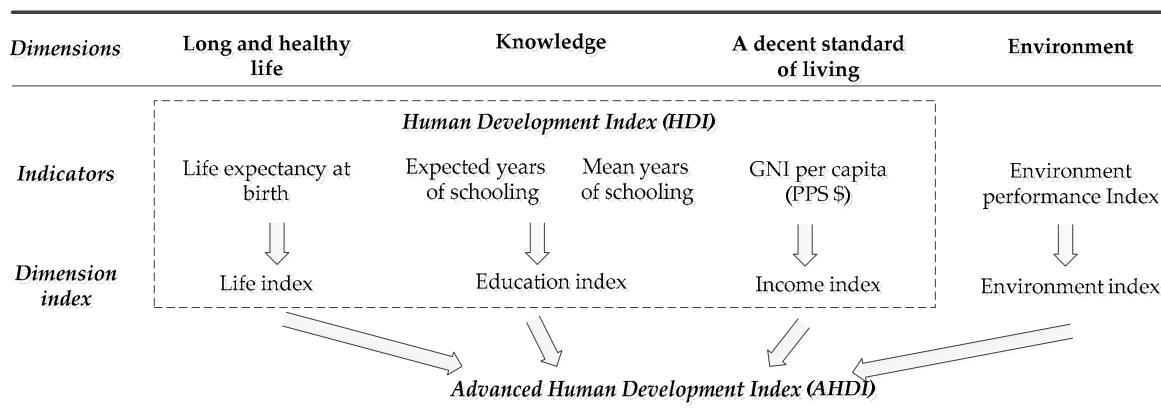 Dimensions
Long and healthy
life
Knowledge
A decent standard
of living
Environment
Human Development Index (HDI)
Indicators
Life expectancy at
birth
Expected years
of schooling
Mean years
of schooling
GNI per capita
(PPS $)
Environment
performance Index
Dimension
index
Life index
Education index
Income index
Environment index
Advanced Human Development Index (AHDI)